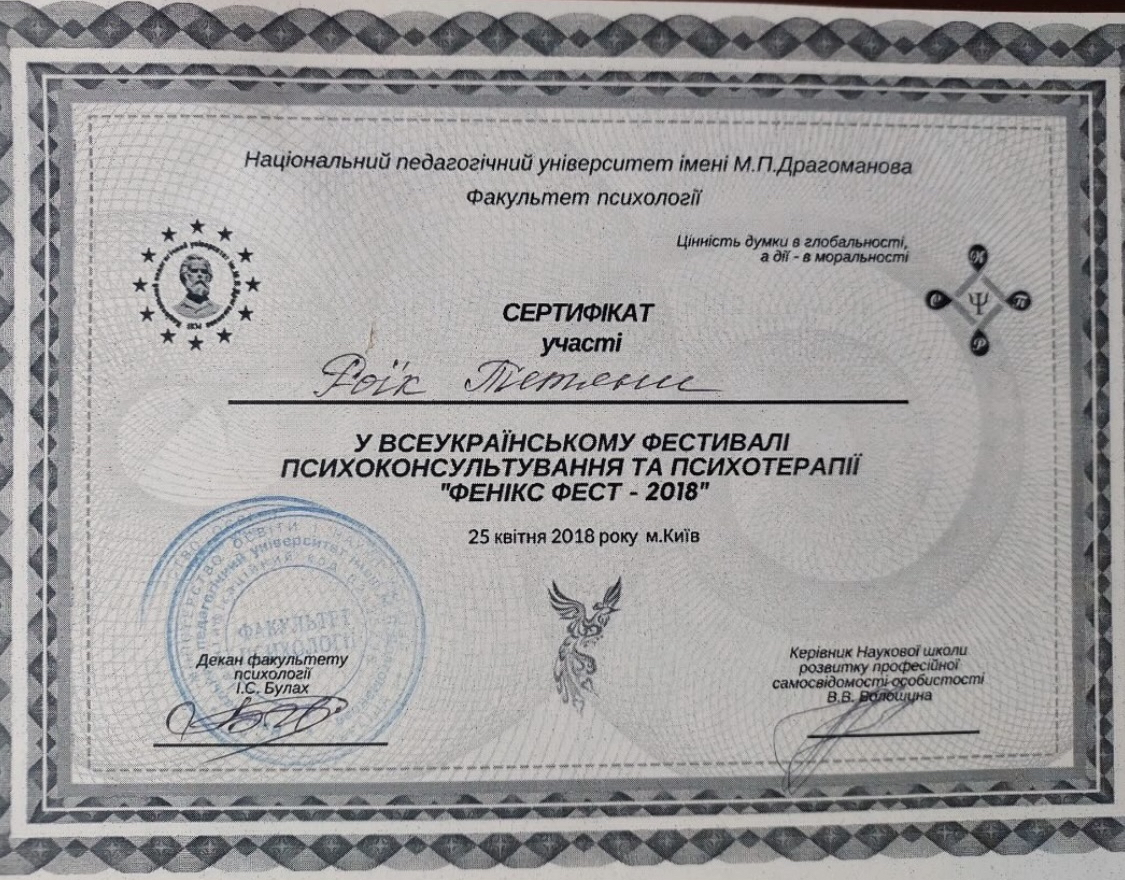 Національний педагогічний університет імені М.П.Драгоманова
Факультет психології
Цінність думки в глобальності,
а дії - в моральності
СЕРТИФІКАТ
участі
Роїк Тетяни
У ВСЕУКРАЇНСЬКОМУ ФЕСТИВАЛІ
ПСИХОКОНСУЛЬТУВАННЯ ТА ПСИХОТЕРАПІЇ
"ФЕНІКС ФЕСТ - 2018"
25 квітня 2018 року м.Київ
ФАКУЛЬТЕТ
ПСИХОЛОГІЇ
Декан факультету
психології
І.С. Булах
Керівник Наукової школи
розвитку професійної
самосвідомості особистості
В.В. Волошина